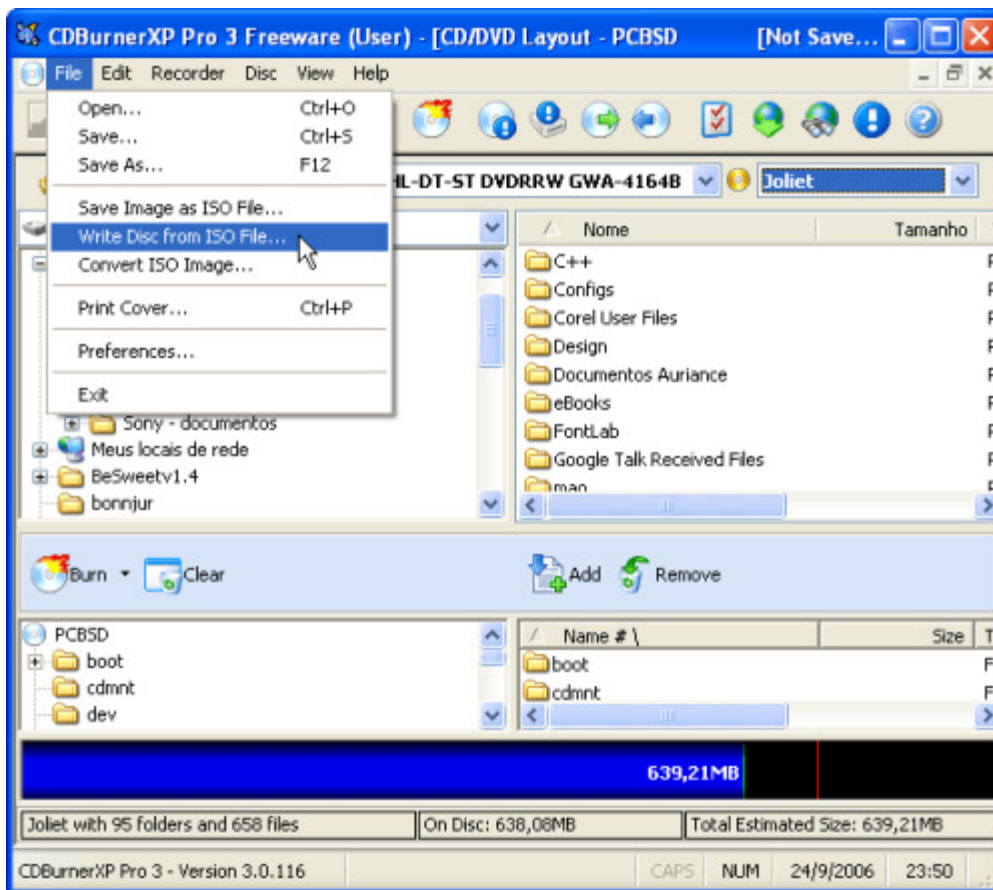 CDBurnerXP Pro 3 Freeware (User) - [CD/DVD Layout - PCBSD [Not Save...
File Edit Recorder Disc View Help
Open... Ctrl+O
Save... Ctrl+S
Save As... F12
Save Image as ISO File...
Write Disc from ISO File...
Convert ISO Image...
Print Cover... Ctrl+P
Preferences...
Exit
HL-DT-ST DVDRRW GWA-4164B Joliet
Nome Tamanho
C++
Configs
Corel User Files
Design
Documentos Auriance
eBooks
FontLab
Google Talk Received Files
Sony - documentos
Meus locais de rede
BeSweetv1.4
bonnjur
Burn Clear Add Remove
PCBSD
boot
cdmnt
dev
Name # \ Size T
boot F
cdmnt F
639,21MB
Joliet with 95 folders and 658 files On Disc: 638,08MB Total Estimated Size: 639,21MB
CDBurnerXP Pro 3 - Version 3.0.116 CAPS NUM 24/9/2006 23:50